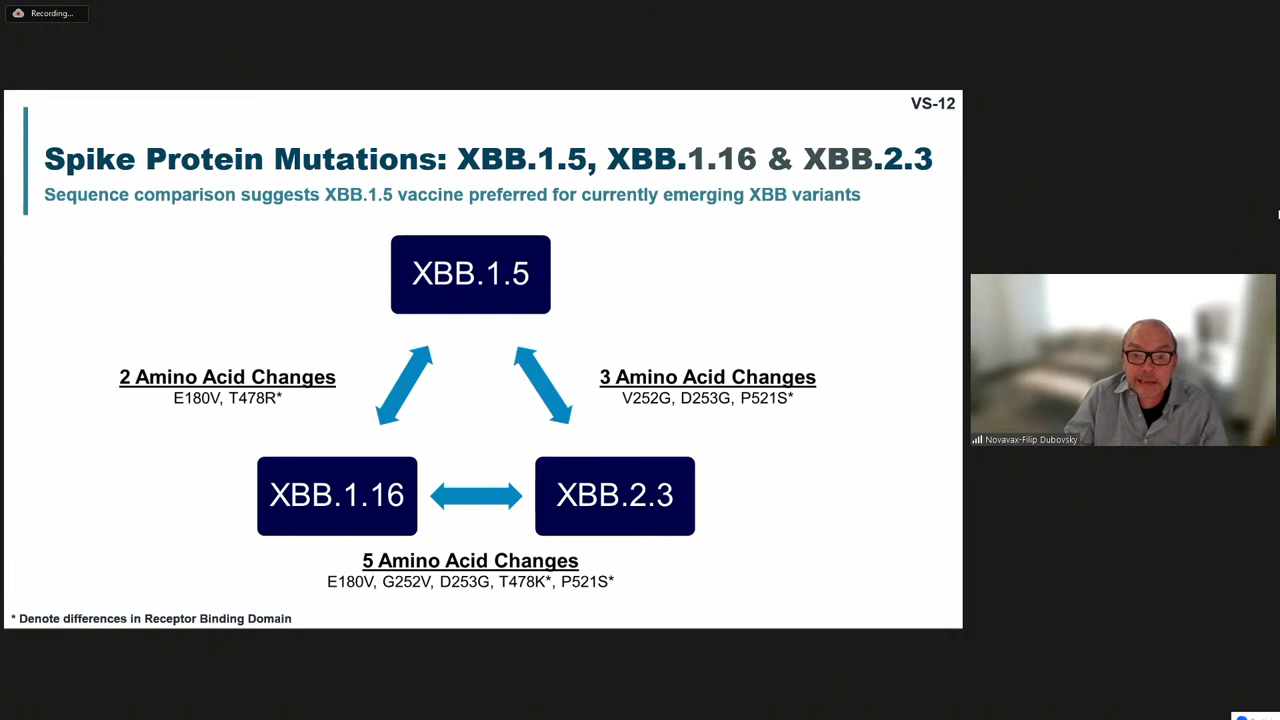 Recording...
VS-12
Spike Protein Mutations: XBB.1.5, XBB.1.16 & XBB.2.3
Sequence comparison suggests XBB.1.5 vaccine preferred for currently emerging XBB variants
XBB.1.5
2 Amino Acid Changes
E180V, T478R*
3 Amino Acid Changes
V252G, D253G, P521S*
Novavax-Filip Dubovsky
XBB.1.16
XBB.2.3
5 Amino Acid Changes
E180V, G252V, D253G, T478K*, P521S*
* Denote differences in Receptor Binding Domain